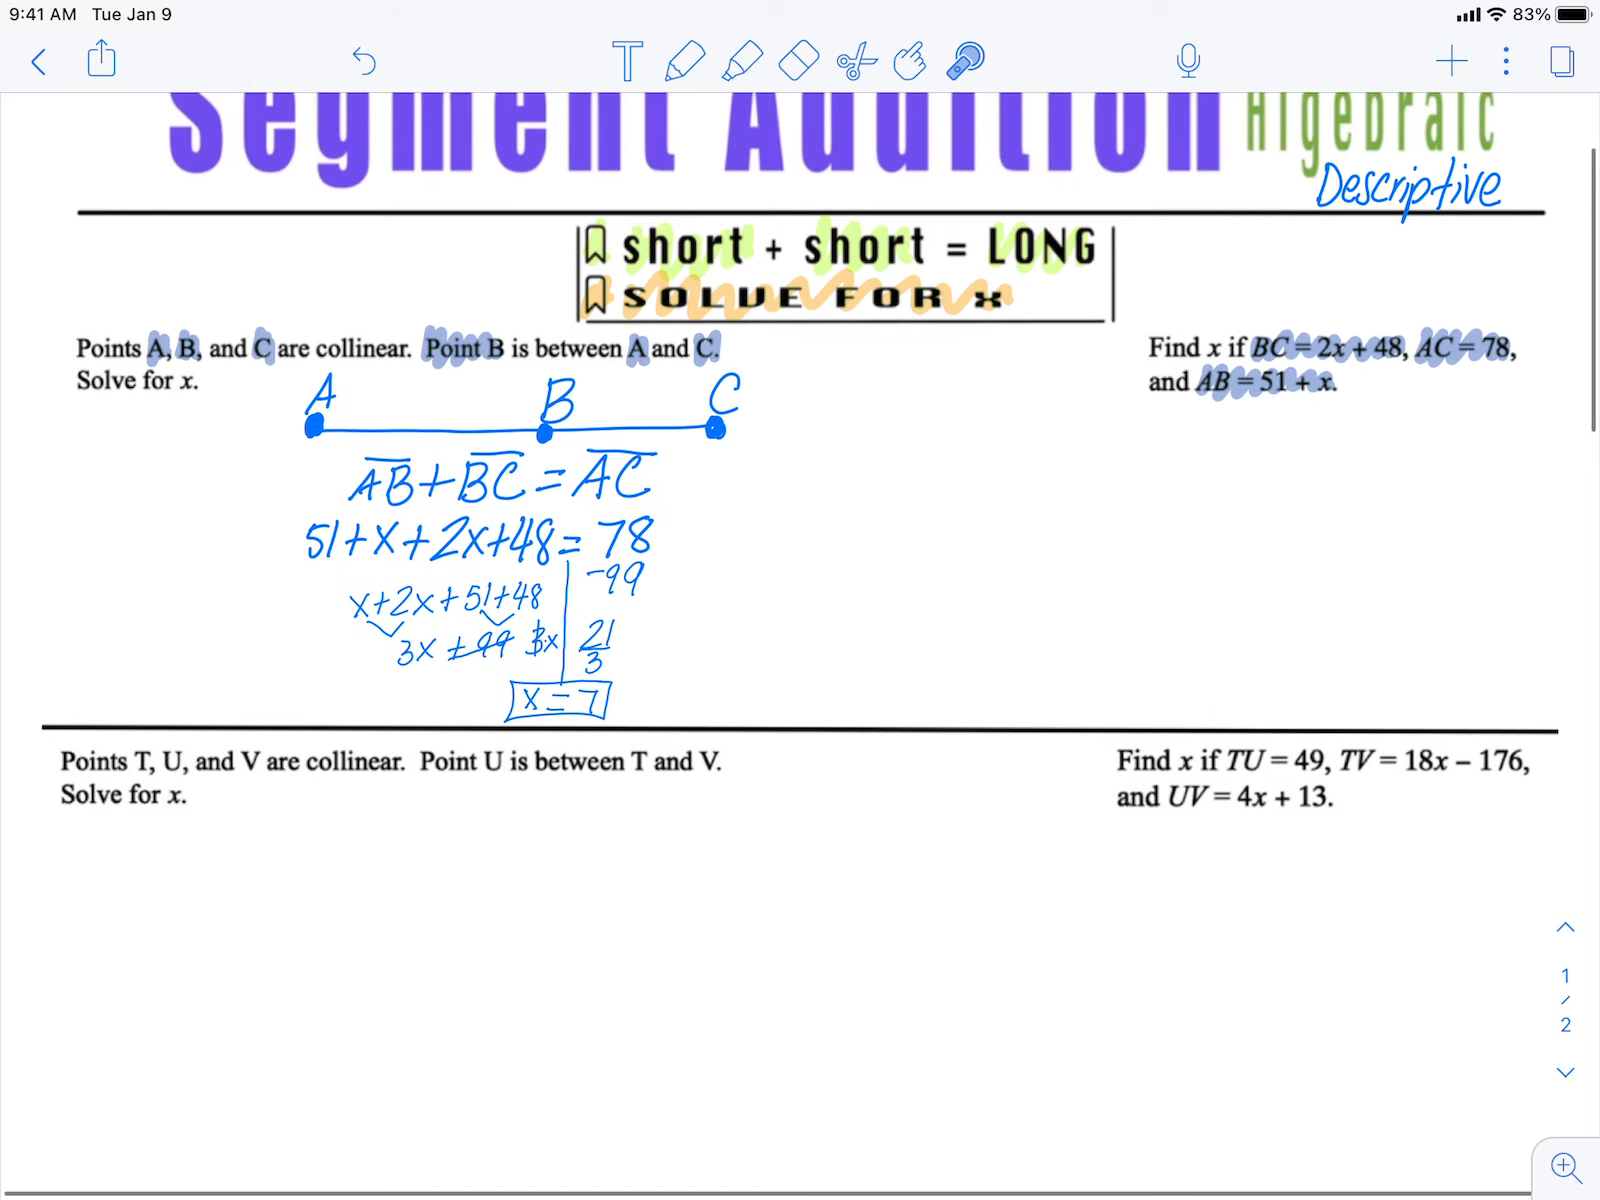 9:41 AM Tue Jan 9 83%
Segment Addition Algebraic
Descriptive
short + short = LONG
SOLVE FOR x
Points A, B, and C are collinear. Point B is between A and C.
Solve for x.
Find x if BC = 2x + 48, AC = 78,
and AB = 51 + x.
A B C
AB + BC = AC
51+x+2x+48 = 78
-99
x+2x+51+48
3x +99 3x 21
3
x = 7
Points T, U, and V are collinear. Point U is between T and V.
Solve for x.
Find x if TU = 49, TV = 18x – 176,
and UV = 4x + 13.
1
/
2